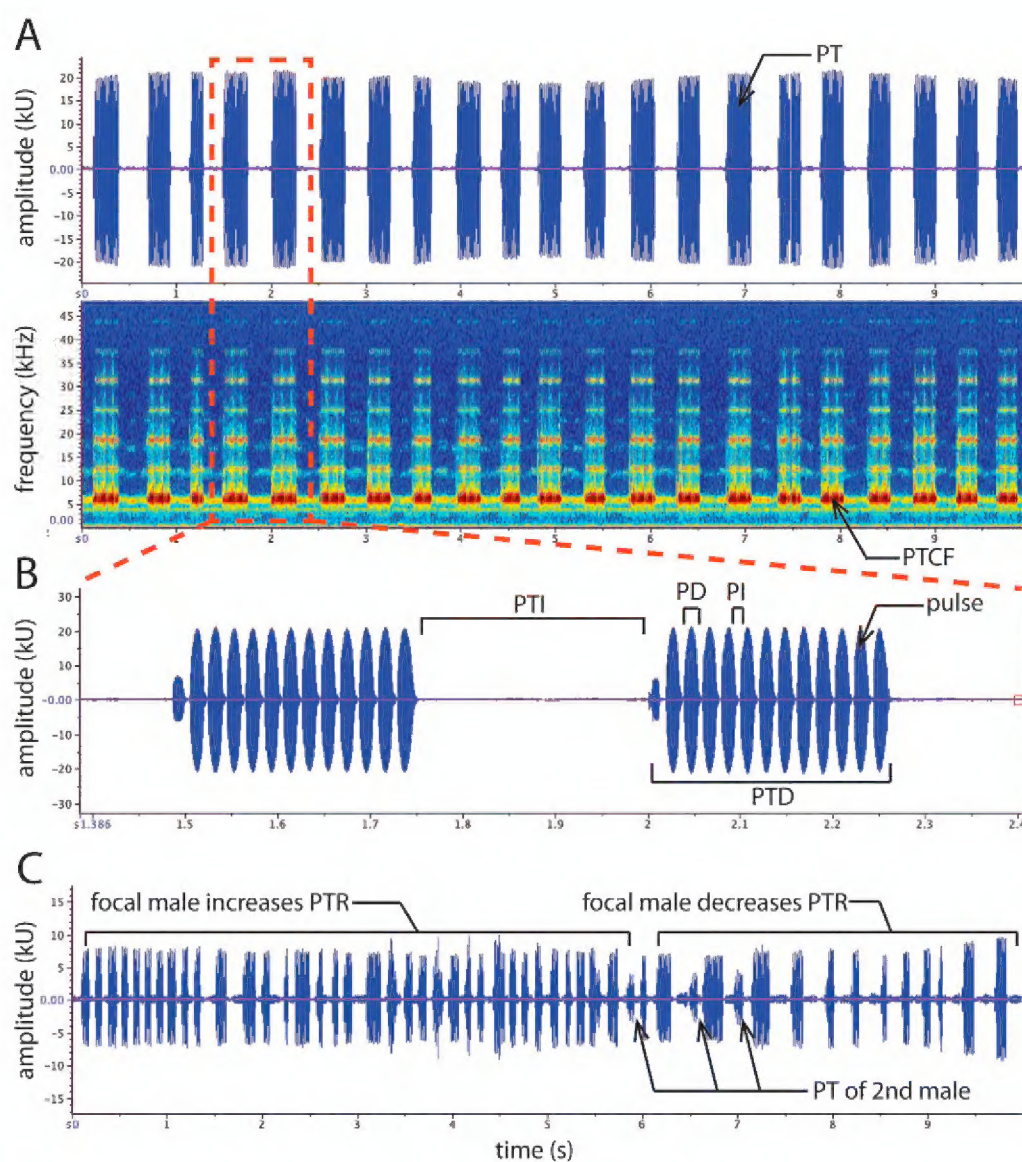 A
PT
amplitude (kU)
20
15
10
5
0.00
-5
-10
-15
-20
s0 1 2 3 4 5 6 7 8 9
frequency (kHz)
45
40
35
30
25
20
15
10
5
0.00
s0 1 2 3 4 5 6 7 8 9
PTCF
B
PTI
PD PI
pulse
amplitude (kU)
30
20
10
-0.00
-10
-20
-30
PTD
s1.386 1.5 1.6 1.7 1.8 1.9 2 2.1 2.2 2.3 2.4
C
focal male increases PTR
focal male decreases PTR
amplitude (kU)
15
10
5
0.00
-5
-10
-15
PT of 2nd male
s0 1 2 3 4 5 6 7 8 9
time (s)